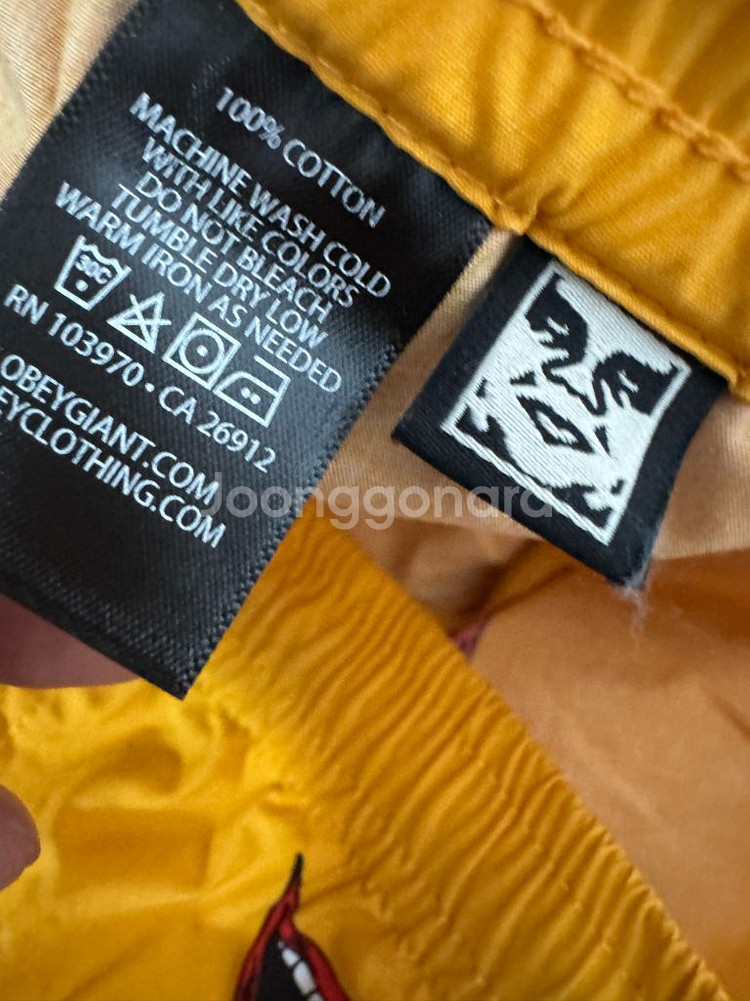 100% COTTON
MACHINE WASH COLD
WITH LIKE COLORS
DO NOT BLEACH
TUMBLE DRY LOW
WARM IRON AS NEEDED
30C
RN 103970 • CA 26912
OBEYGIANT.COM
EYCLOTHING.COM
Joonggonara